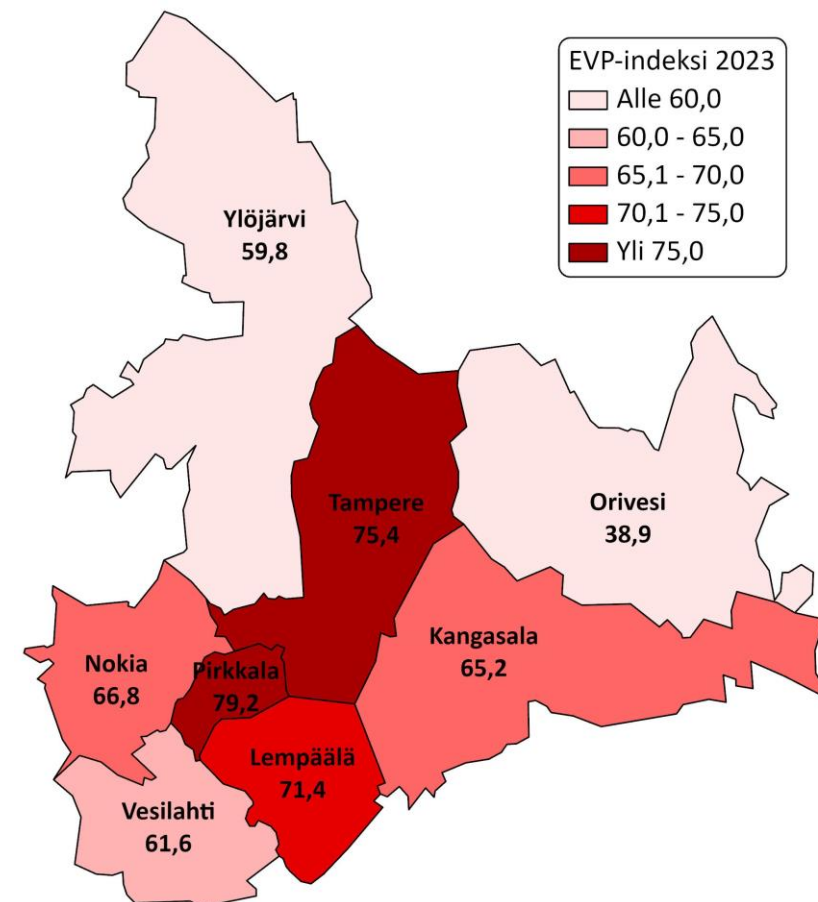 EVP-indeksi 2023
Alle 60,0
60,0 - 65,0
65,1 - 70,0
70,1 - 75,0
Yli 75,0
Ylöjärvi
59,8
Tampere
75,4
Orivesi
38,9
Kangasala
65,2
Nokia
66,8
Pirkkala
79,2
Lempäälä
71,4
Vesilahti
61,6